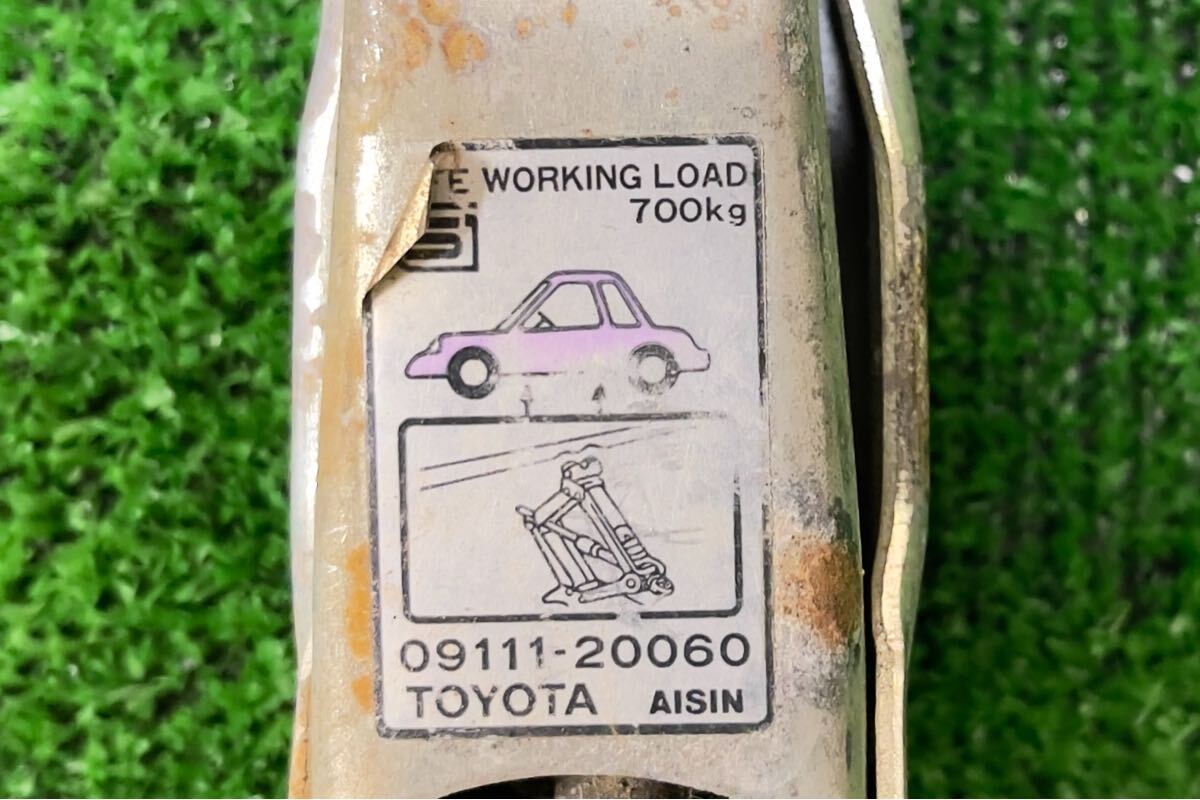 WORKING LOAD
700kg
09111-20060
TOYOTA AISIN